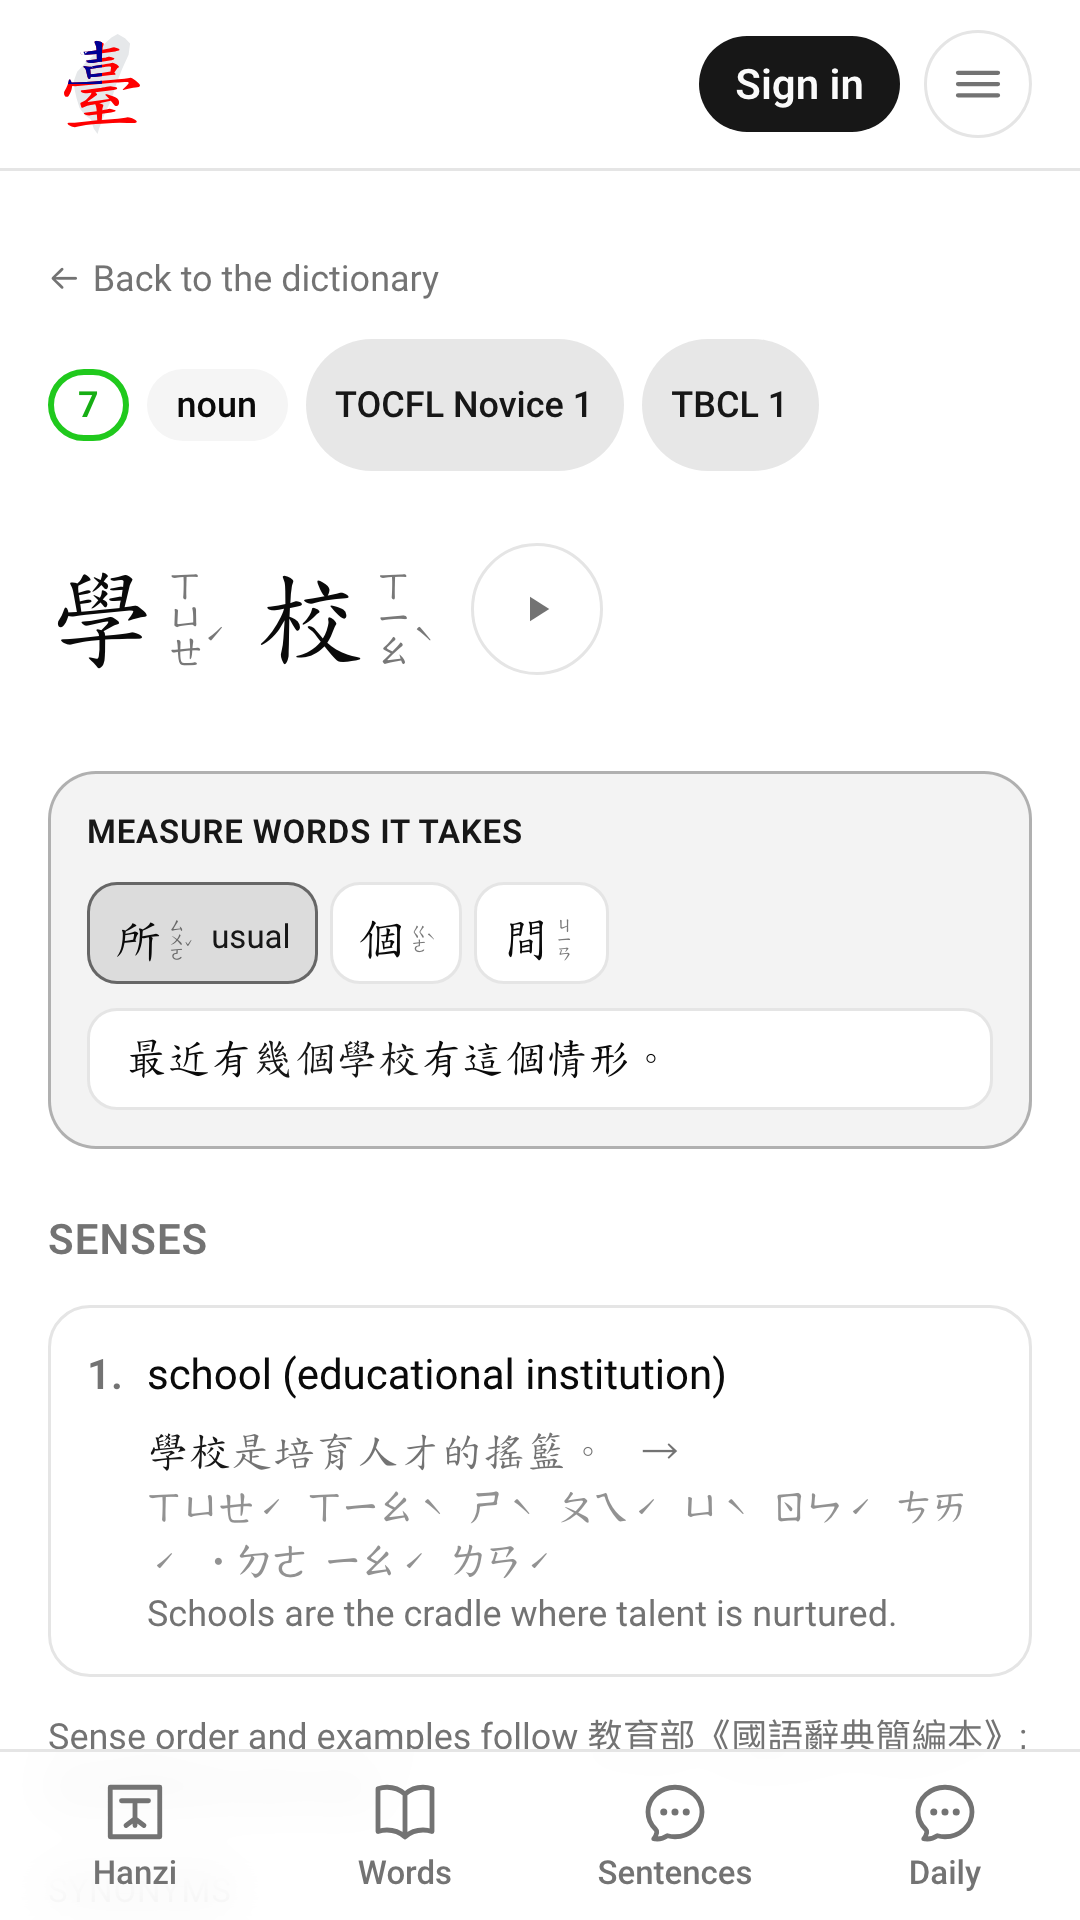 臺
Sign in
← Back to the dictionary
7 noun TOCFL Novice 1 TBCL 1
學 ㄒㄩㄝˊ 校 ㄒㄧㄠˋ
MEASURE WORDS IT TAKES
所 ㄙㄨㄛˇ usual 個 ㄍㄜˋ 間 ㄐㄧㄢ
最近有幾個學校有這個情形。
SENSES
1. school (educational institution)
學校是培育人才的搖籃。 →
ㄒㄩㄝˊ ㄒㄧㄠˋ ㄕˋ ㄆㄟˊ ㄩˋ ㄖㄣˊ ㄘㄞ
ˊ ˙ㄉㄜ ㄧㄠˊ ㄌㄢˊ
Schools are the cradle where talent is nurtured.
Sense order and examples follow 教育部《國語辭典簡編本》;
SYNONYMS
Hanzi Words Sentences Daily